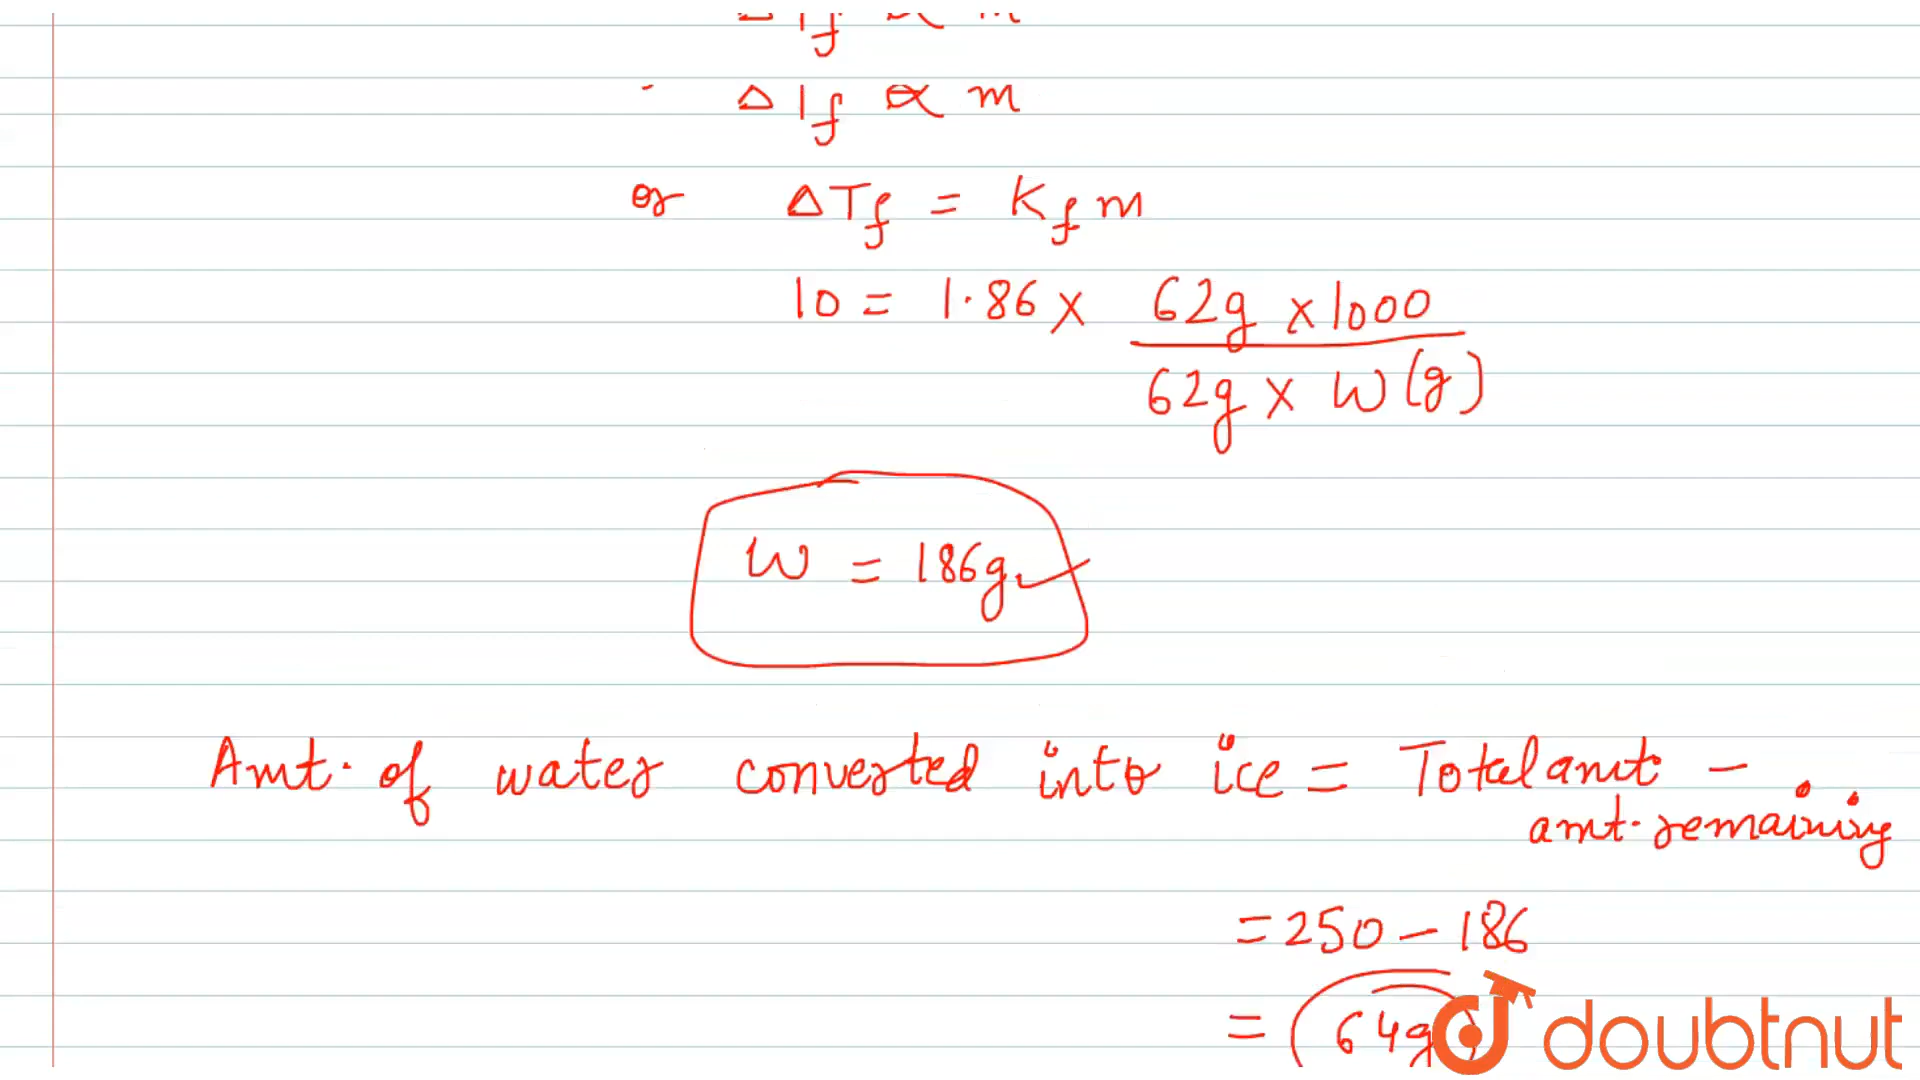 ΔTf ∝ m
ΔTf ∝ m
or ΔTf = Kf m
10 = 1.86 × 62g × 1000
62g × W (g)
W = 186g ✓
Amt. of water converted into ice = Total amt -
amt. remaining
= 250 - 186
= 64g
doubtnut